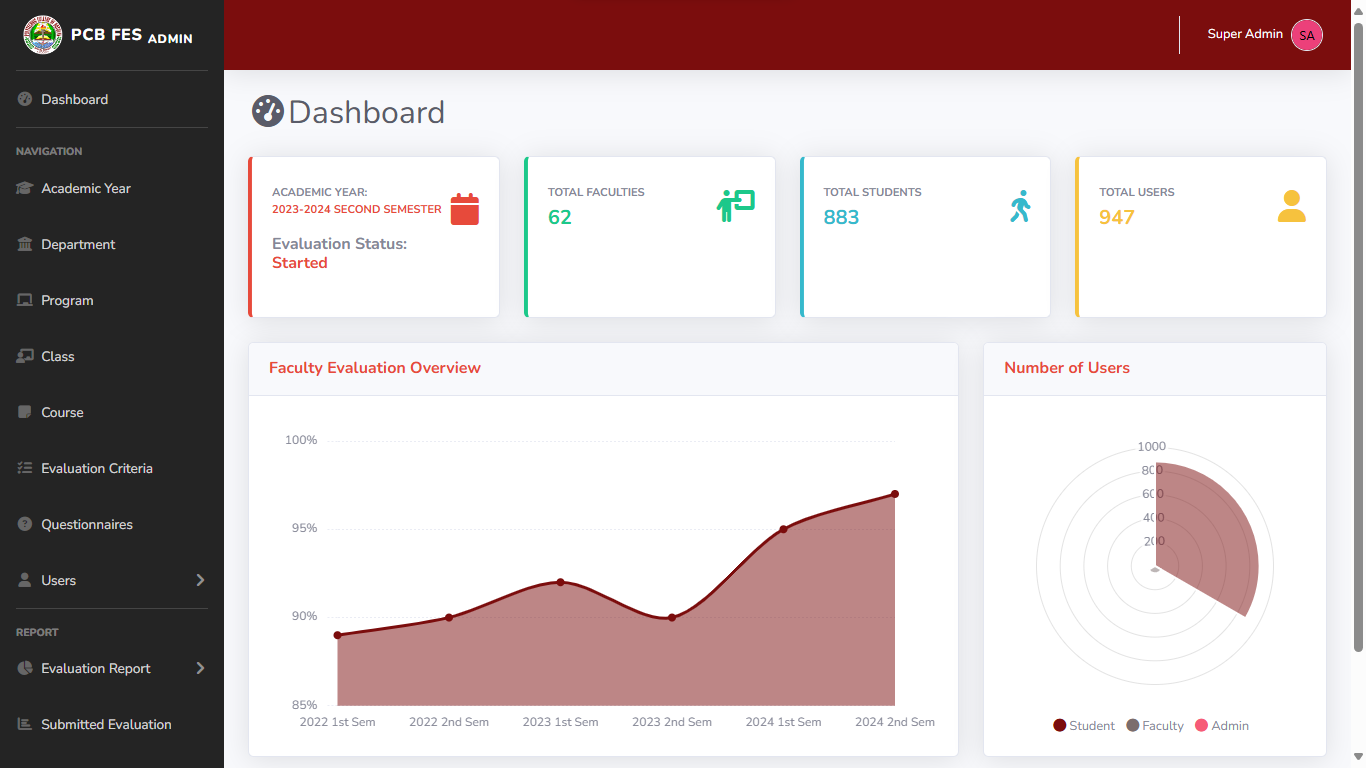 PCB FES ADMIN
Super Admin
SA
Dashboard
NAVIGATION
Academic Year
Department
Program
Class
Course
Evaluation Criteria
Questionnaires
Users
REPORT
Evaluation Report
Submitted Evaluation
Dashboard
ACADEMIC YEAR:
2023-2024 SECOND SEMESTER
Evaluation Status:
Started
TOTAL FACULTIES
62
TOTAL STUDENTS
883
TOTAL USERS
947
Faculty Evaluation Overview
100%
95%
90%
85%
2022 1st Sem 2022 2nd Sem 2023 1st Sem 2023 2nd Sem 2024 1st Sem 2024 2nd Sem
Number of Users
1000
800
600
400
200
Student Faculty Admin